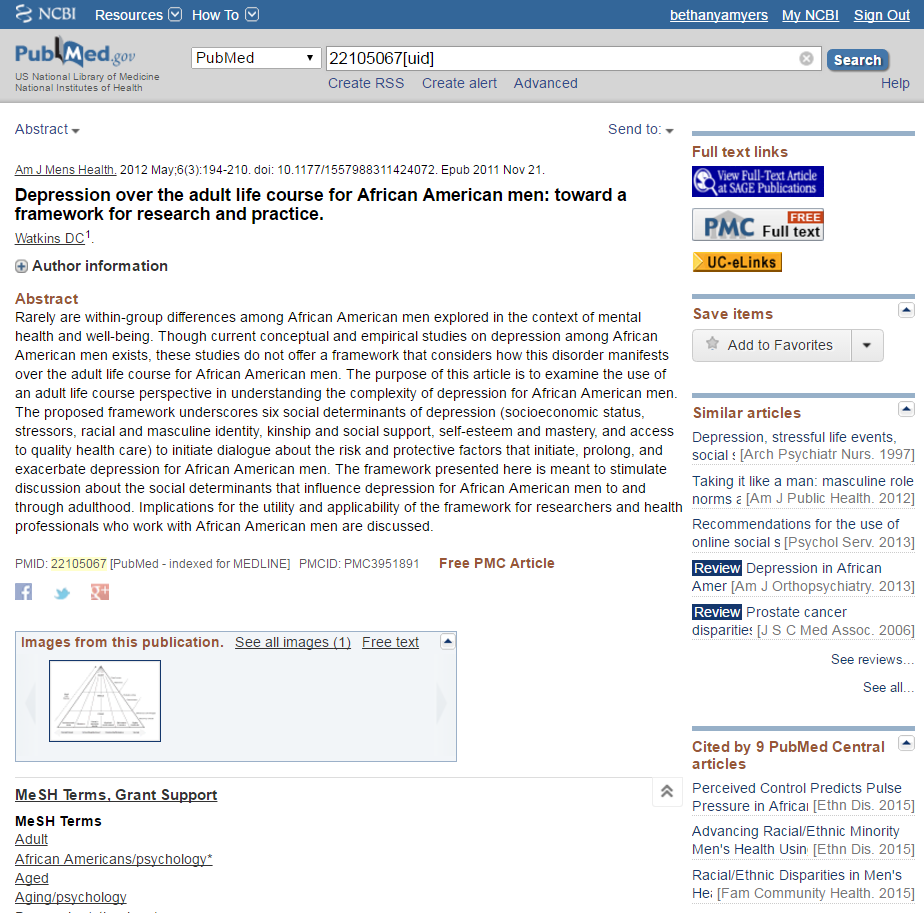 NCBI Resources How To bethanyamyers My NCBI Sign Out
PubMed.gov
US National Library of Medicine
National Institutes of Health
PubMed 22105067[uid] Search
Create RSS Create alert Advanced Help
Abstract Send to:
Am J Mens Health. 2012 May;6(3):194-210. doi: 10.1177/1557988311424072. Epub 2011 Nov 21.
Depression over the adult life course for African American men: toward a
framework for research and practice.
Watkins DC1.
Author information
Abstract
Rarely are within-group differences among African American men explored in the context of mental
health and well-being. Though current conceptual and empirical studies on depression among African
American men exists, these studies do not offer a framework that considers how this disorder manifests
over the adult life course for African American men. The purpose of this article is to examine the use of
an adult life course perspective in understanding the complexity of depression for African American men.
The proposed framework underscores six social determinants of depression (socioeconomic status,
stressors, racial and masculine identity, kinship and social support, self-esteem and mastery, and access
to quality health care) to initiate dialogue about the risk and protective factors that initiate, prolong, and
exacerbate depression for African American men. The framework presented here is meant to stimulate
discussion about the social determinants that influence depression for African American men to and
through adulthood. Implications for the utility and applicability of the framework for researchers and health
professionals who work with African American men are discussed.
PMID: 22105067 [PubMed - indexed for MEDLINE] PMCID: PMC3951891 Free PMC Article
Images from this publication. See all images (1) Free text
MeSH Terms, Grant Support
MeSH Terms
Adult
African Americans/psychology*
Aged
Aging/psychology
Full text links
View Full-Text Article
at SAGE Publications
PMC FREE
Full text
UC-eLinks
Save items
Add to Favorites
Similar articles
Depression, stressful life events,
social s [Arch Psychiatr Nurs. 1997]
Taking it like a man: masculine role
norms a [Am J Public Health. 2012]
Recommendations for the use of
online social s [Psychol Serv. 2013]
Review Depression in African
Amer [Am J Orthopsychiatry. 2013]
Review Prostate cancer
disparities [J S C Med Assoc. 2006]
See reviews...
See all...
Cited by 9 PubMed Central
articles
Perceived Control Predicts Pulse
Pressure in African [Ethn Dis. 2015]
Advancing Racial/Ethnic Minority
Men's Health Using [Ethn Dis. 2015]
Racial/Ethnic Disparities in Men's
He [Fam Community Health. 2015]